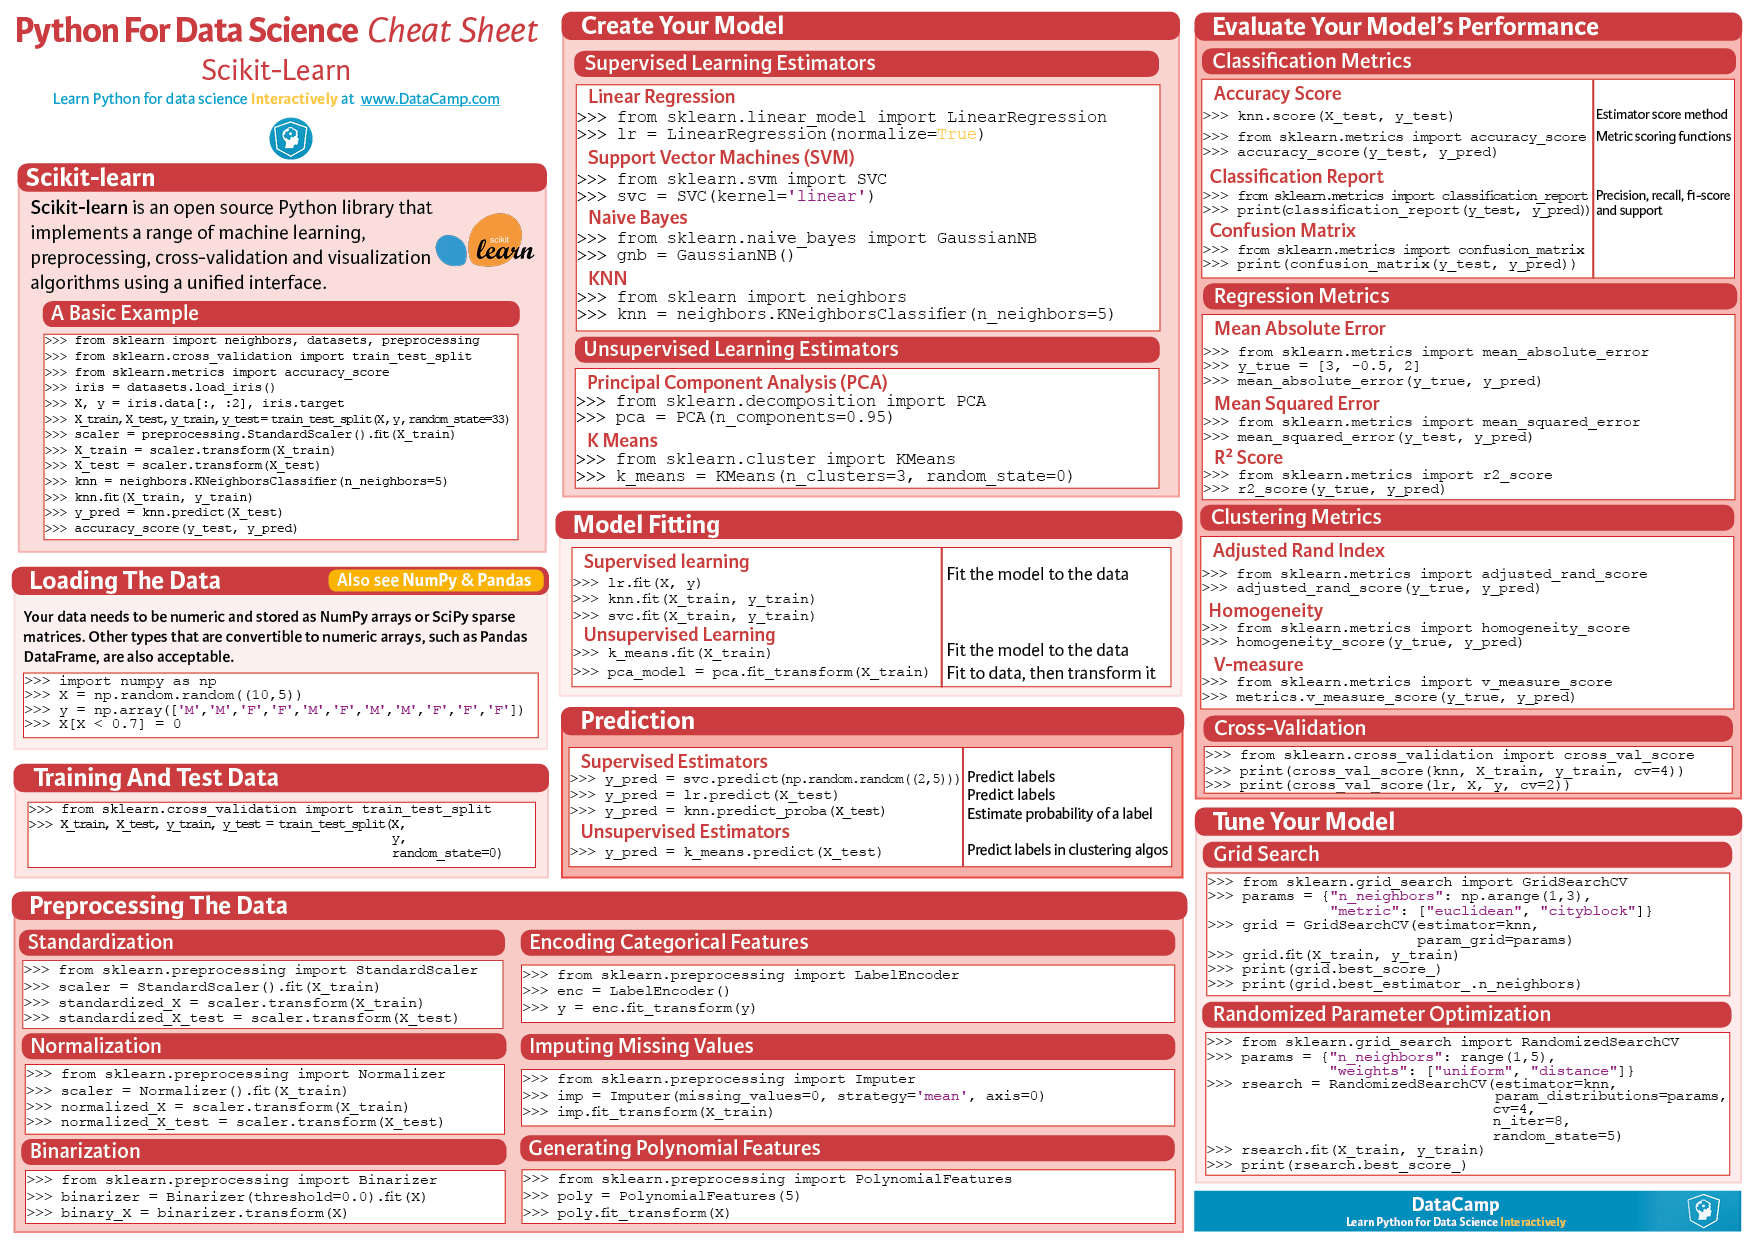 Python For Data Science Cheat Sheet
Scikit-Learn
Learn Python for data science Interactively at www.DataCamp.com
Scikit-learn
Scikit-learn is an open source Python library that
implements a range of machine learning,
preprocessing, cross-validation and visualization
algorithms using a unified interface.
scikit
learn
A Basic Example
>>> from sklearn import neighbors, datasets, preprocessing
>>> from sklearn.cross_validation import train_test_split
>>> from sklearn.metrics import accuracy_score
>>> iris = datasets.load_iris()
>>> X, y = iris.data[:, :2], iris.target
>>> X_train, X_test, y_train, y_test= train_test_split(X, y, random_state=33)
>>> scaler = preprocessing.StandardScaler().fit(X_train)
>>> X_train = scaler.transform(X_train)
>>> X_test = scaler.transform(X_test)
>>> knn = neighbors.KNeighborsClassifier(n_neighbors=5)
>>> knn.fit(X_train, y_train)
>>> y_pred = knn.predict(X_test)
>>> accuracy_score(y_test, y_pred)
Loading The Data
Also see NumPy & Pandas
Your data needs to be numeric and stored as NumPy arrays or SciPy sparse
matrices. Other types that are convertible to numeric arrays, such as Pandas
DataFrame, are also acceptable.
>>> import numpy as np
>>> X = np.random.random((10,5))
>>> y = np.array(['M','M','F','F','M','F','M','M','F','F','F'])
>>> X[X < 0.7] = 0
Training And Test Data
>>> from sklearn.cross_validation import train_test_split
>>> X_train, X_test, y_train, y_test = train_test_split(X,
y,
random_state=0)
Create Your Model
Supervised Learning Estimators
Linear Regression
>>> from sklearn.linear_model import LinearRegression
>>> lr = LinearRegression(normalize=True)
Support Vector Machines (SVM)
>>> from sklearn.svm import SVC
>>> svc = SVC(kernel='linear')
Naive Bayes
>>> from sklearn.naive_bayes import GaussianNB
>>> gnb = GaussianNB()
KNN
>>> from sklearn import neighbors
>>> knn = neighbors.KNeighborsClassifier(n_neighbors=5)
Unsupervised Learning Estimators
Principal Component Analysis (PCA)
>>> from sklearn.decomposition import PCA
>>> pca = PCA(n_components=0.95)
K Means
>>> from sklearn.cluster import KMeans
>>> k_means = KMeans(n_clusters=3, random_state=0)
Model Fitting
Supervised learning
>>> lr.fit(X, y)
>>> knn.fit(X_train, y_train)
>>> svc.fit(X_train, y_train)
Fit the model to the data
Unsupervised Learning
>>> k_means.fit(X_train)
Fit the model to the data
>>> pca_model = pca.fit_transform(X_train)
Fit to data, then transform it
Prediction
Supervised Estimators
>>> y_pred = svc.predict(np.random.random((2,5)))
Predict labels
>>> y_pred = lr.predict(X_test)
Predict labels
>>> y_pred = knn.predict_proba(X_test)
Estimate probability of a label
Unsupervised Estimators
>>> y_pred = k_means.predict(X_test)
Predict labels in clustering algos
Preprocessing The Data
Standardization
>>> from sklearn.preprocessing import StandardScaler
>>> scaler = StandardScaler().fit(X_train)
>>> standardized_X = scaler.transform(X_train)
>>> standardized_X_test = scaler.transform(X_test)
Normalization
>>> from sklearn.preprocessing import Normalizer
>>> scaler = Normalizer().fit(X_train)
>>> normalized_X = scaler.transform(X_train)
>>> normalized_X_test = scaler.transform(X_test)
Binarization
>>> from sklearn.preprocessing import Binarizer
>>> binarizer = Binarizer(threshold=0.0).fit(X)
>>> binary_X = binarizer.transform(X)
Encoding Categorical Features
>>> from sklearn.preprocessing import LabelEncoder
>>> enc = LabelEncoder()
>>> y = enc.fit_transform(y)
Imputing Missing Values
>>> from sklearn.preprocessing import Imputer
>>> imp = Imputer(missing_values=0, strategy='mean', axis=0)
>>> imp.fit_transform(X_train)
Generating Polynomial Features
>>> from sklearn.preprocessing import PolynomialFeatures
>>> poly = PolynomialFeatures(5)
>>> poly.fit_transform(X)
Evaluate Your Model's Performance
Classification Metrics
Accuracy Score
>>> knn.score(X_test, y_test)
Estimator score method
>>> from sklearn.metrics import accuracy_score
Metric scoring functions
>>> accuracy_score(y_test, y_pred)
Classification Report
>>> from sklearn.metrics import classification_report
Precision, recall, f1-score
>>> print(classification_report(y_test, y_pred))
and support
Confusion Matrix
>>> from sklearn.metrics import confusion_matrix
>>> print(confusion_matrix(y_test, y_pred))
Regression Metrics
Mean Absolute Error
>>> from sklearn.metrics import mean_absolute_error
>>> y_true = [3, -0.5, 2]
>>> mean_absolute_error(y_true, y_pred)
Mean Squared Error
>>> from sklearn.metrics import mean_squared_error
>>> mean_squared_error(y_test, y_pred)
R² Score
>>> from sklearn.metrics import r2_score
>>> r2_score(y_true, y_pred)
Clustering Metrics
Adjusted Rand Index
>>> from sklearn.metrics import adjusted_rand_score
>>> adjusted_rand_score(y_true, y_pred)
Homogeneity
>>> from sklearn.metrics import homogeneity_score
>>> homogeneity_score(y_true, y_pred)
V-measure
>>> from sklearn.metrics import v_measure_score
>>> metrics.v_measure_score(y_true, y_pred)
Cross-Validation
>>> from sklearn.cross_validation import cross_val_score
>>> print(cross_val_score(knn, X_train, y_train, cv=4))
>>> print(cross_val_score(lr, X, y, cv=2))
Tune Your Model
Grid Search
>>> from sklearn.grid_search import GridSearchCV
>>> params = {"n_neighbors": np.arange(1,3),
"metric": ["euclidean", "cityblock"]}
>>> grid = GridSearchCV(estimator=knn,
param_grid=params)
>>> grid.fit(X_train, y_train)
>>> print(grid.best_score_)
>>> print(grid.best_estimator_.n_neighbors)
Randomized Parameter Optimization
>>> from sklearn.grid_search import RandomizedSearchCV
>>> params = {"n_neighbors": range(1,5),
"weights": ["uniform", "distance"]}
>>> rsearch = RandomizedSearchCV(estimator=knn,
param_distributions=params,
cv=4,
n_iter=8,
random_state=5)
>>> rsearch.fit(X_train, y_train)
>>> print(rsearch.best_score_)
DataCamp
Learn Python for Data Science Interactively